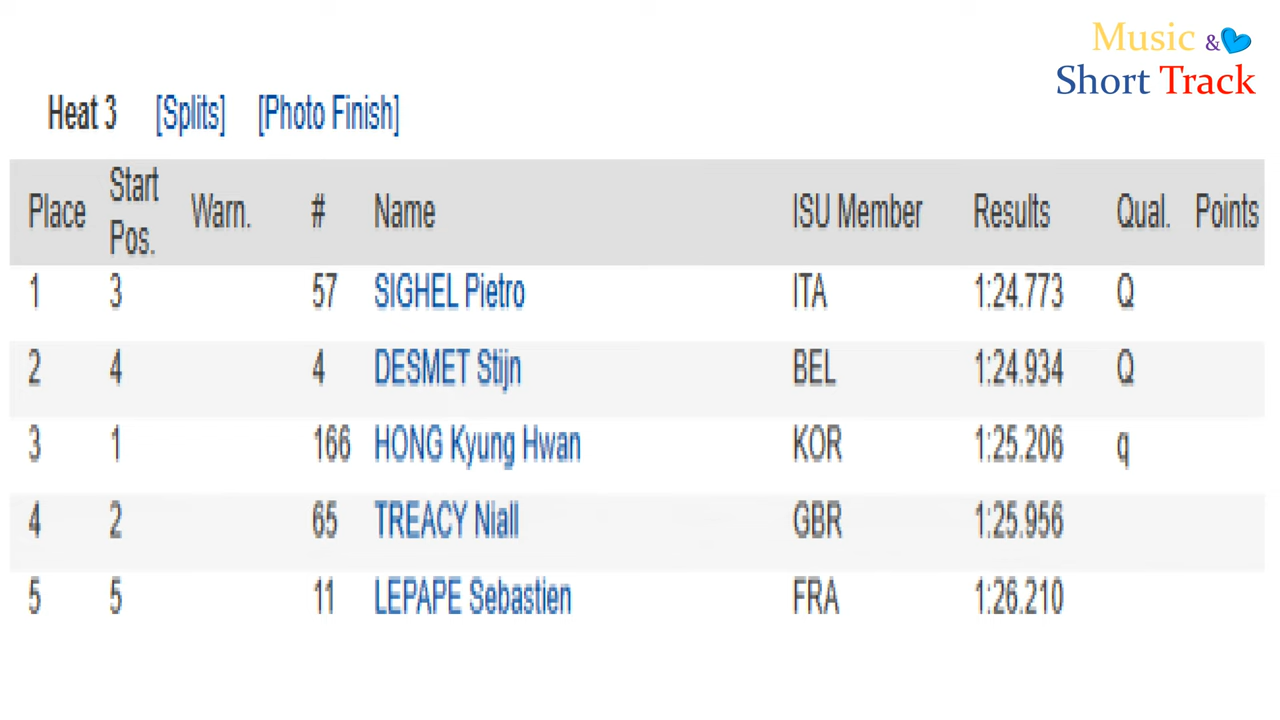 Music &
Short Track
Heat 3 [Splits] [Photo Finish]
Place Start Pos. Warn. # Name ISU Member Results Qual. Points
1 3 57 SIGHEL Pietro ITA 1:24.773 Q
2 4 4 DESMET Stijn BEL 1:24.934 Q
3 1 166 HONG Kyung Hwan KOR 1:25.206 q
4 2 65 TREACY Niall GBR 1:25.956
5 5 11 LEPAPE Sebastien FRA 1:26.210